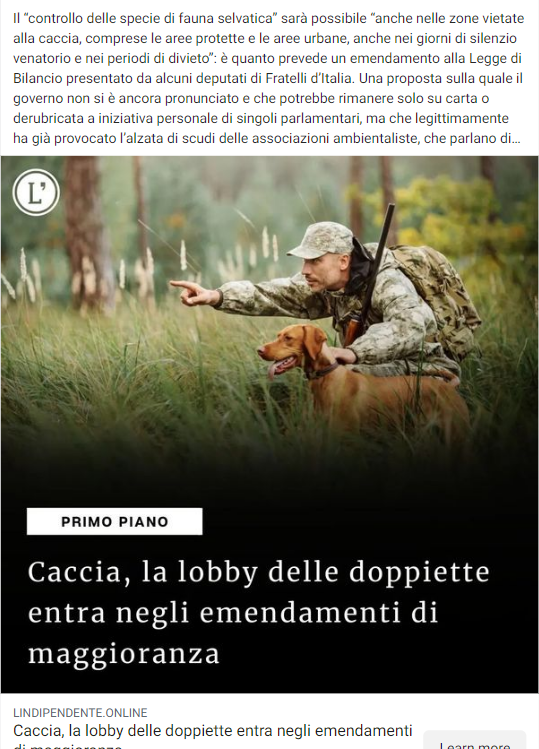 Il “controllo delle specie di fauna selvatica” sarà possibile “anche nelle zone vietate
alla caccia, comprese le aree protette e le aree urbane, anche nei giorni di silenzio
venatorio e nei periodi di divieto”: è quanto prevede un emendamento alla Legge di
Bilancio presentato da alcuni deputati di Fratelli d’Italia. Una proposta sulla quale il
governo non si è ancora pronunciato e che potrebbe rimanere solo su carta o
derubricata a iniziativa personale di singoli parlamentari, ma che legittimamente
ha già provocato l’alzata di scudi delle associazioni ambientaliste, che parlano di...
L’
PRIMO PIANO
Caccia, la lobby delle doppiette
entra negli emendamenti di
maggioranza
LINDIPENDENTE.ONLINE
Caccia, la lobby delle doppiette entra negli emendamenti
di maggioranza
Learn more